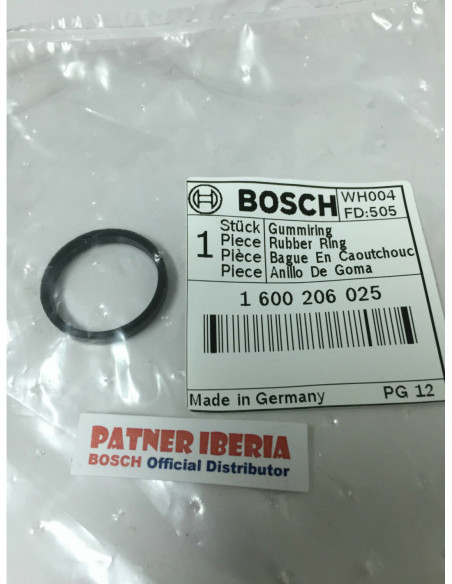 BOSCH
WH004
FD:505
1
Stück Gummiring
Piece Rubber Ring
Pièce Bague En Caoutchouc
Piece Anillo De Goma
1 600 206 025
Made in Germany PG 12
PATNER IBERIA
BOSCH Official Distributor